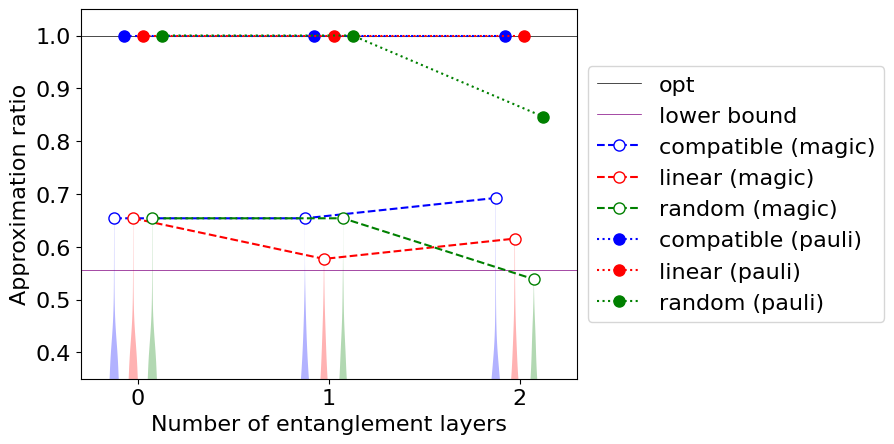 Approximation ratio
1.0
0.9
0.8
0.7
0.6
0.5
0.4
0
1
2
Number of entanglement layers
opt
lower bound
compatible (magic)
linear (magic)
random (magic)
compatible (pauli)
linear (pauli)
random (pauli)